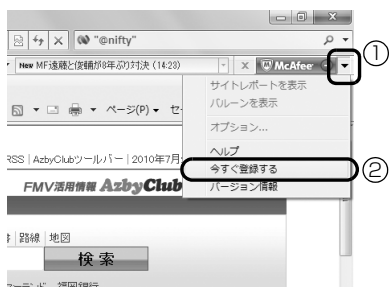 "@nifty"
①
New MF遠藤と俊輔が8年ぶり対決 (14:23)
McAfee
サイトレポートを表示
バルーンを表示
ページ(P)
オプション...
ヘルプ
今すぐ登録する
②
バージョン情報
RSS | AzbyClubツールバー | 2010年7月
FMV活用情報 AzbyClub
路線 | 地図
検索
福岡銀行